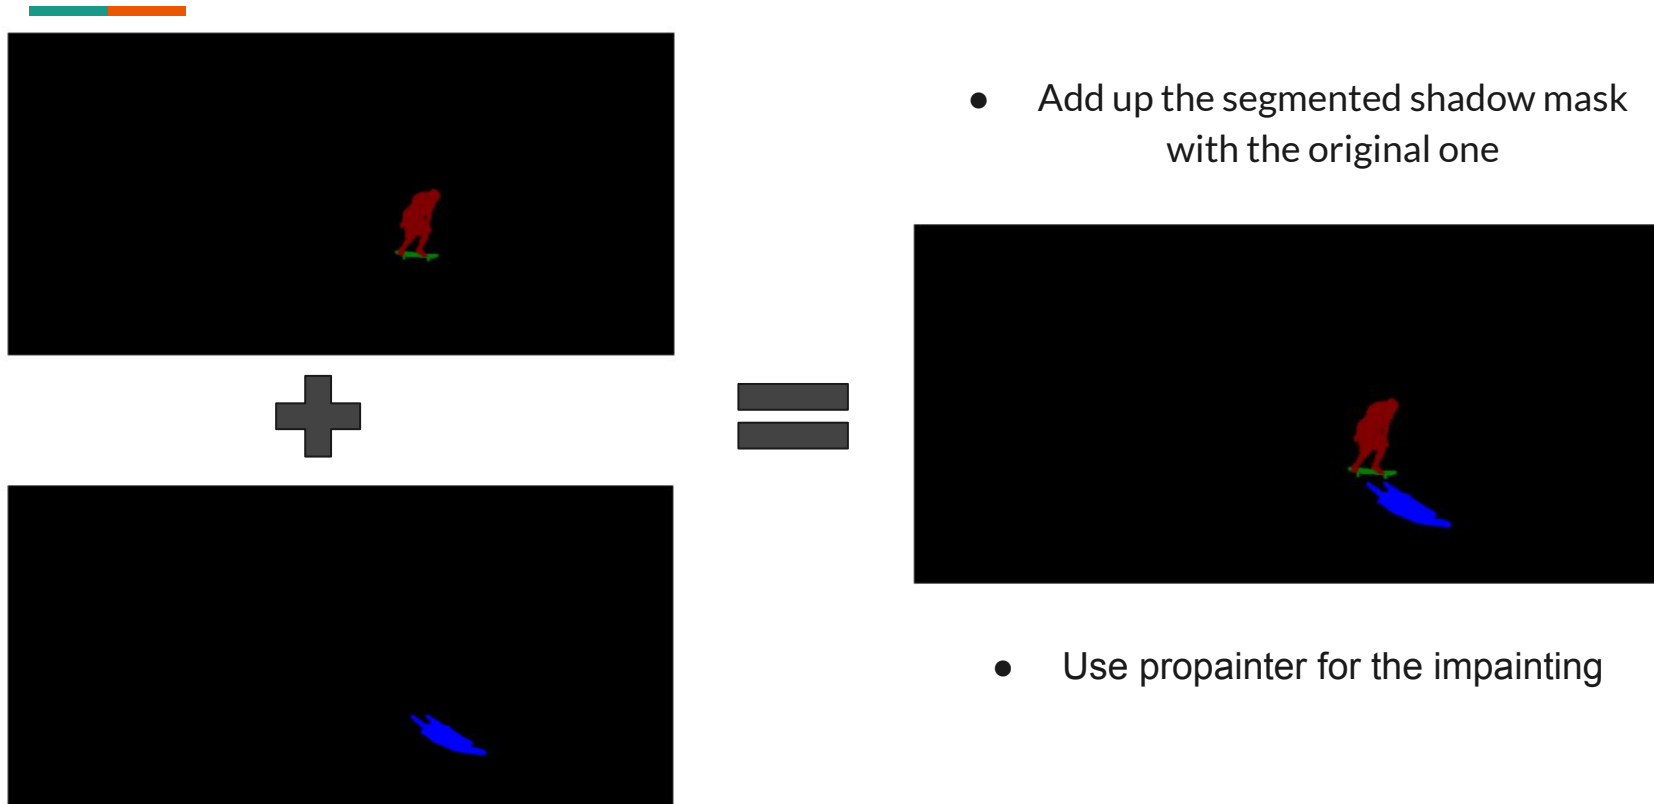 ● Add up the segmented shadow mask
with the original one
● Use propainter for the impainting